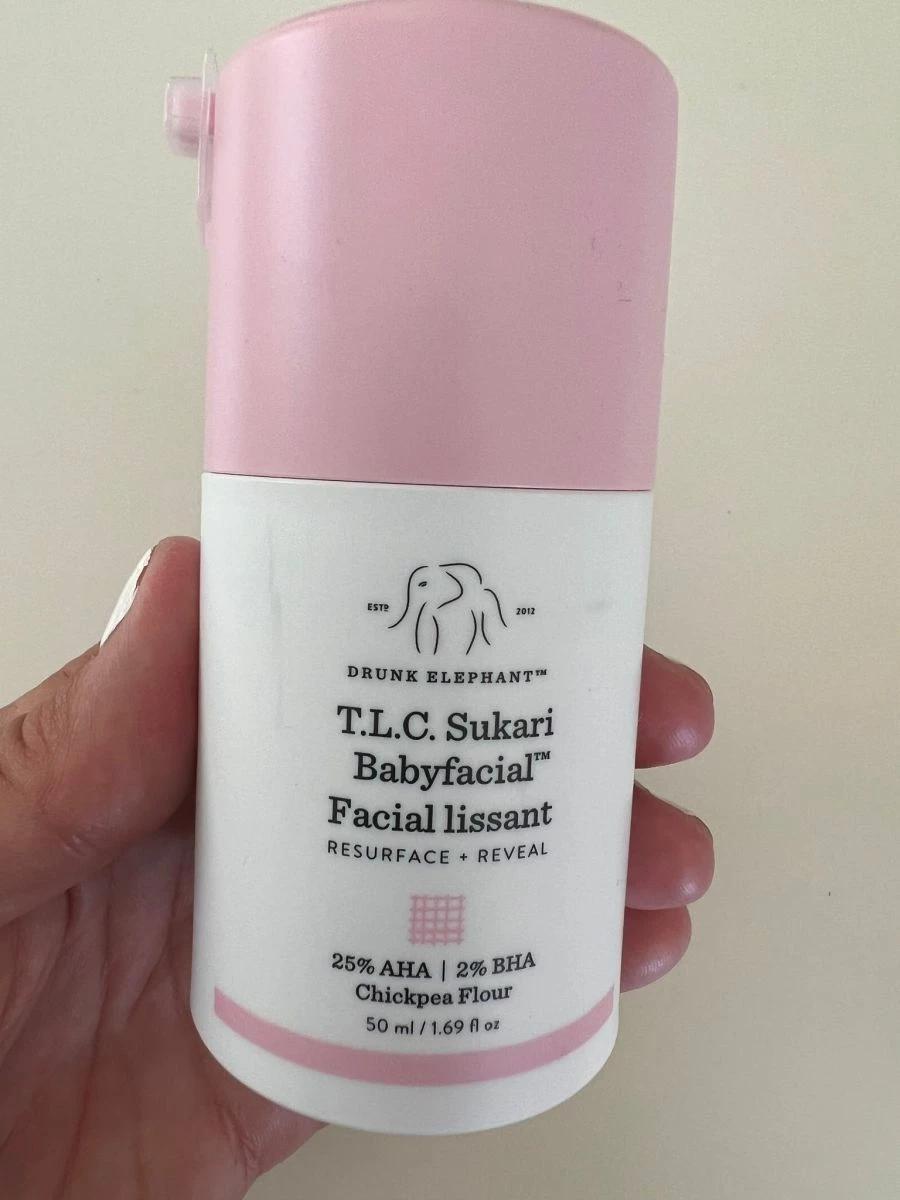 ESTD 2012
DRUNK ELEPHANT™
T.L.C. Sukari
Babyfacial™
Facial lissant
RESURFACE + REVEAL
25% AHA | 2% BHA
Chickpea Flour
50 ml / 1.69 fl oz